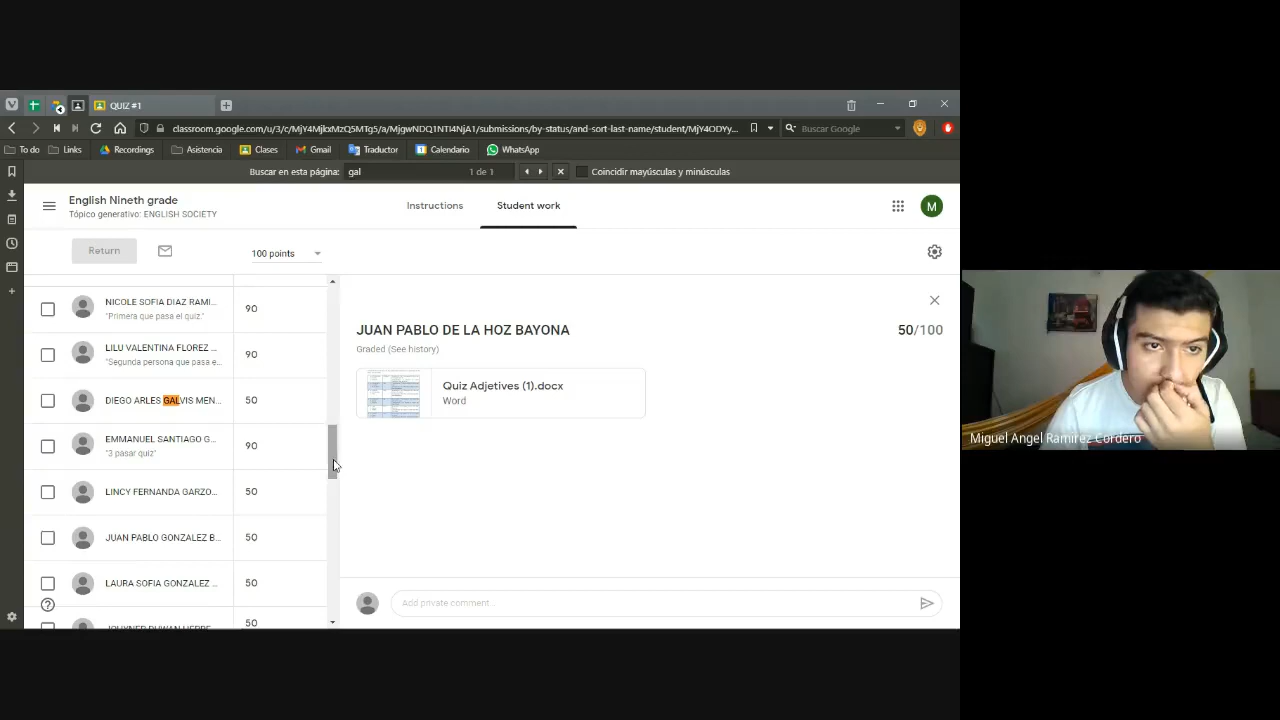 QUIZ #1
classroom.google.com/u/3/c/MjY4MjkxMzQ5MTg5/a/MjgwNDQ1NTI4NjA1/submissions/by-status/and-sort-last-name/student/MjY4ODYy...
Buscar Google
To do
Links
Recordings
Asistencia
Clases
Gmail
Traductor
Calendario
WhatsApp
Buscar en esta página:
gal
1 de 1
Coincidir mayúsculas y minúsculas
English Nineth grade
Tópico generativo: ENGLISH SOCIETY
Instructions
Student work
M
Return
100 points
NICOLE SOFIA DIAZ RAMI...
90
"Primera que pasa el quiz."
LILU VALENTINA FLOREZ ...
90
"Segunda persona que pasa e...
DIEGO ARLES GALVIS MEN...
50
EMMANUEL SANTIAGO G...
90
"3 pasar quiz"
LINCY FERNANDA GARZO...
50
JUAN PABLO GONZALEZ B...
50
LAURA SOFIA GONZALEZ ...
50
50
JUAN PABLO DE LA HOZ BAYONA
50/100
Graded (See history)
Quiz Adjetives (1).docx
Word
Add private comment...
Miguel Angel Ramirez Cordero